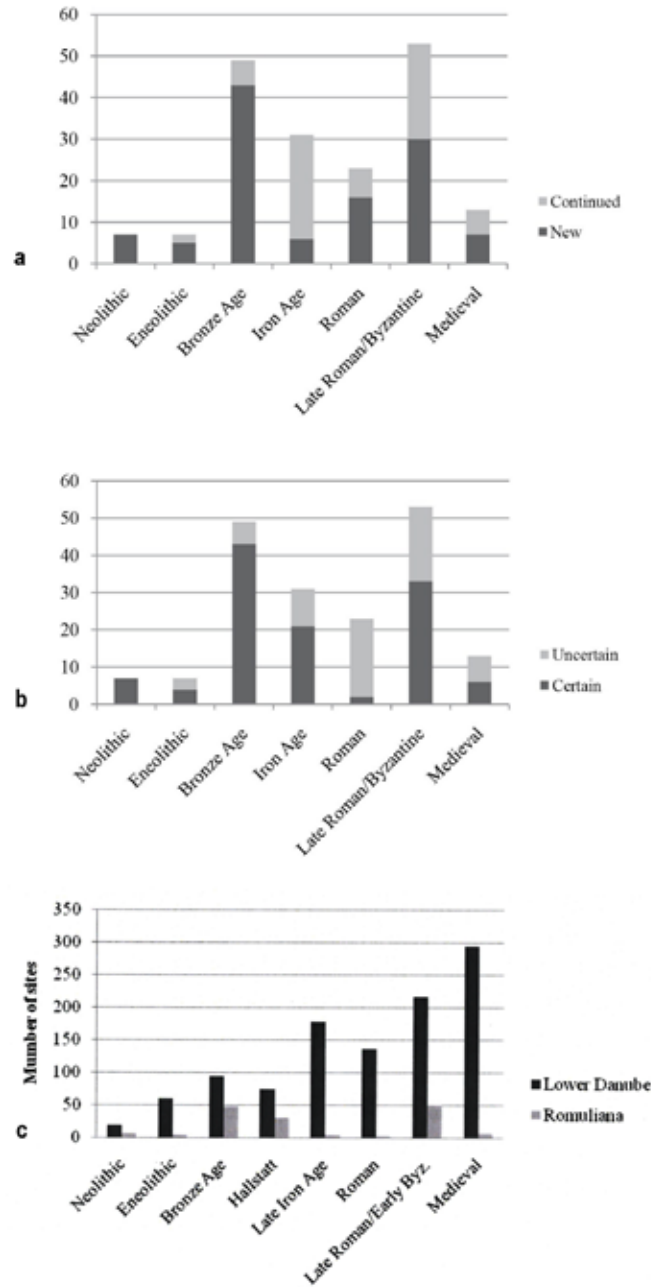 60
50
40
30
20
10
0
Continued
New
a
Neolithic
Eneolithic
Bronze Age
Iron Age
Roman
Late Roman/Byzantine
Medieval
60
50
40
30
20
10
0
Uncertain
Certain
b
Neolithic
Eneolithic
Bronze Age
Iron Age
Roman
Late Roman/Byzantine
Medieval
Mumber of sites
350
300
250
200
150
100
50
0
Lower Danube
Romuliana
c
Neolithic
Eneolithic
Bronze Age
Hallstatt
Late Iron Age
Roman
Late Roman/Early Byz.
Medieval